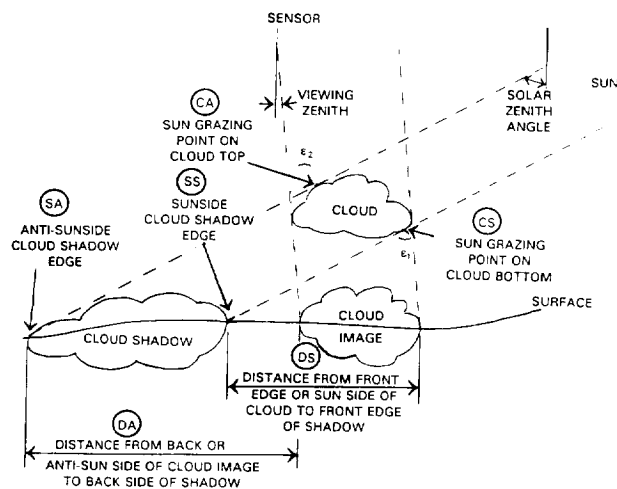 SENSOR
VIEWING
ZENITH
SOLAR
ZENITH
ANGLE
SUN
CA
SUN GRAZING
POINT ON
CLOUD TOP
ε2
SS
SUNSIDE
CLOUD SHADOW
EDGE
SA
ANTI-SUNSIDE
CLOUD SHADOW
EDGE
CLOUD
CS
SUN GRAZING
POINT ON
CLOUD BOTTOM
ε1
SURFACE
CLOUD SHADOW
CLOUD
IMAGE
DS
DISTANCE FROM FRONT
EDGE OR SUN SIDE OF
CLOUD TO FRONT EDGE
OF SHADOW
DA
DISTANCE FROM BACK OR
ANTI-SUN SIDE OF CLOUD IMAGE
TO BACK SIDE OF SHADOW